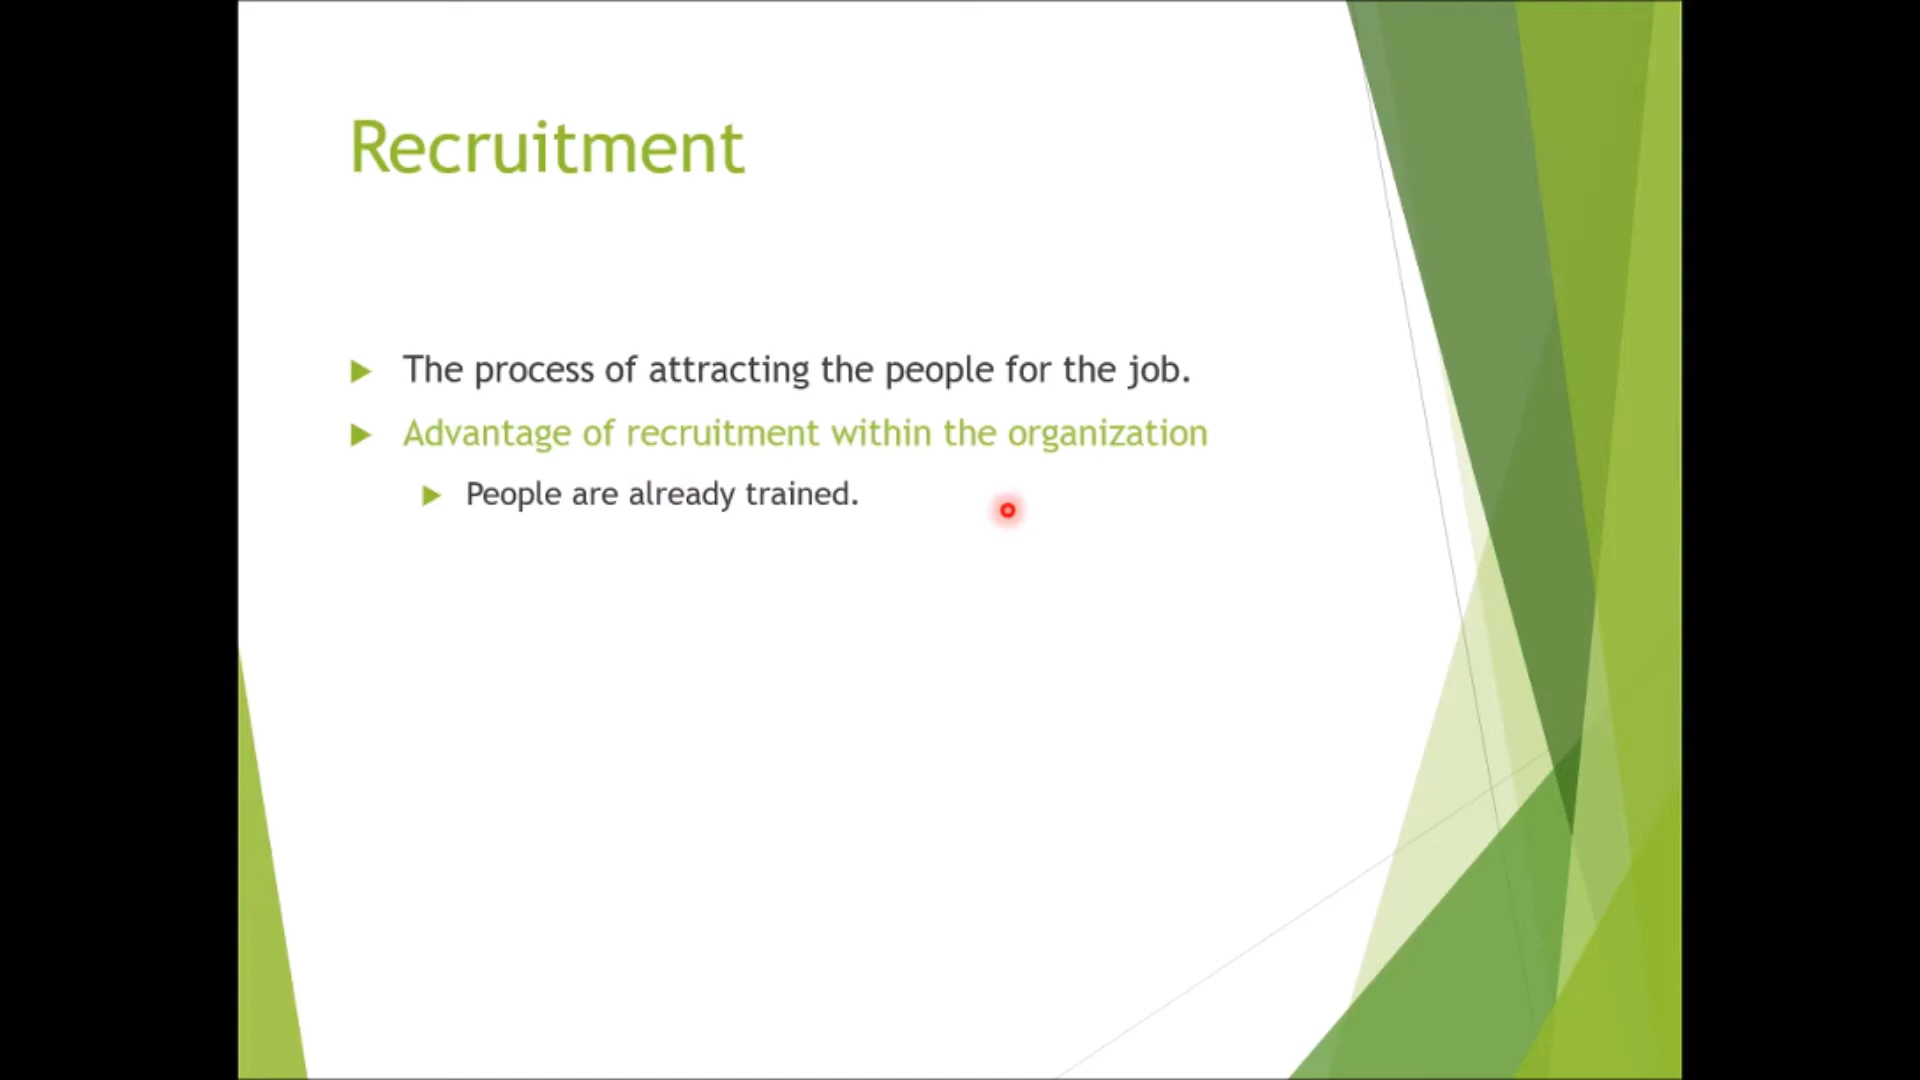 Recruitment
The process of attracting the people for the job.
Advantage of recruitment within the organization
People are already trained.